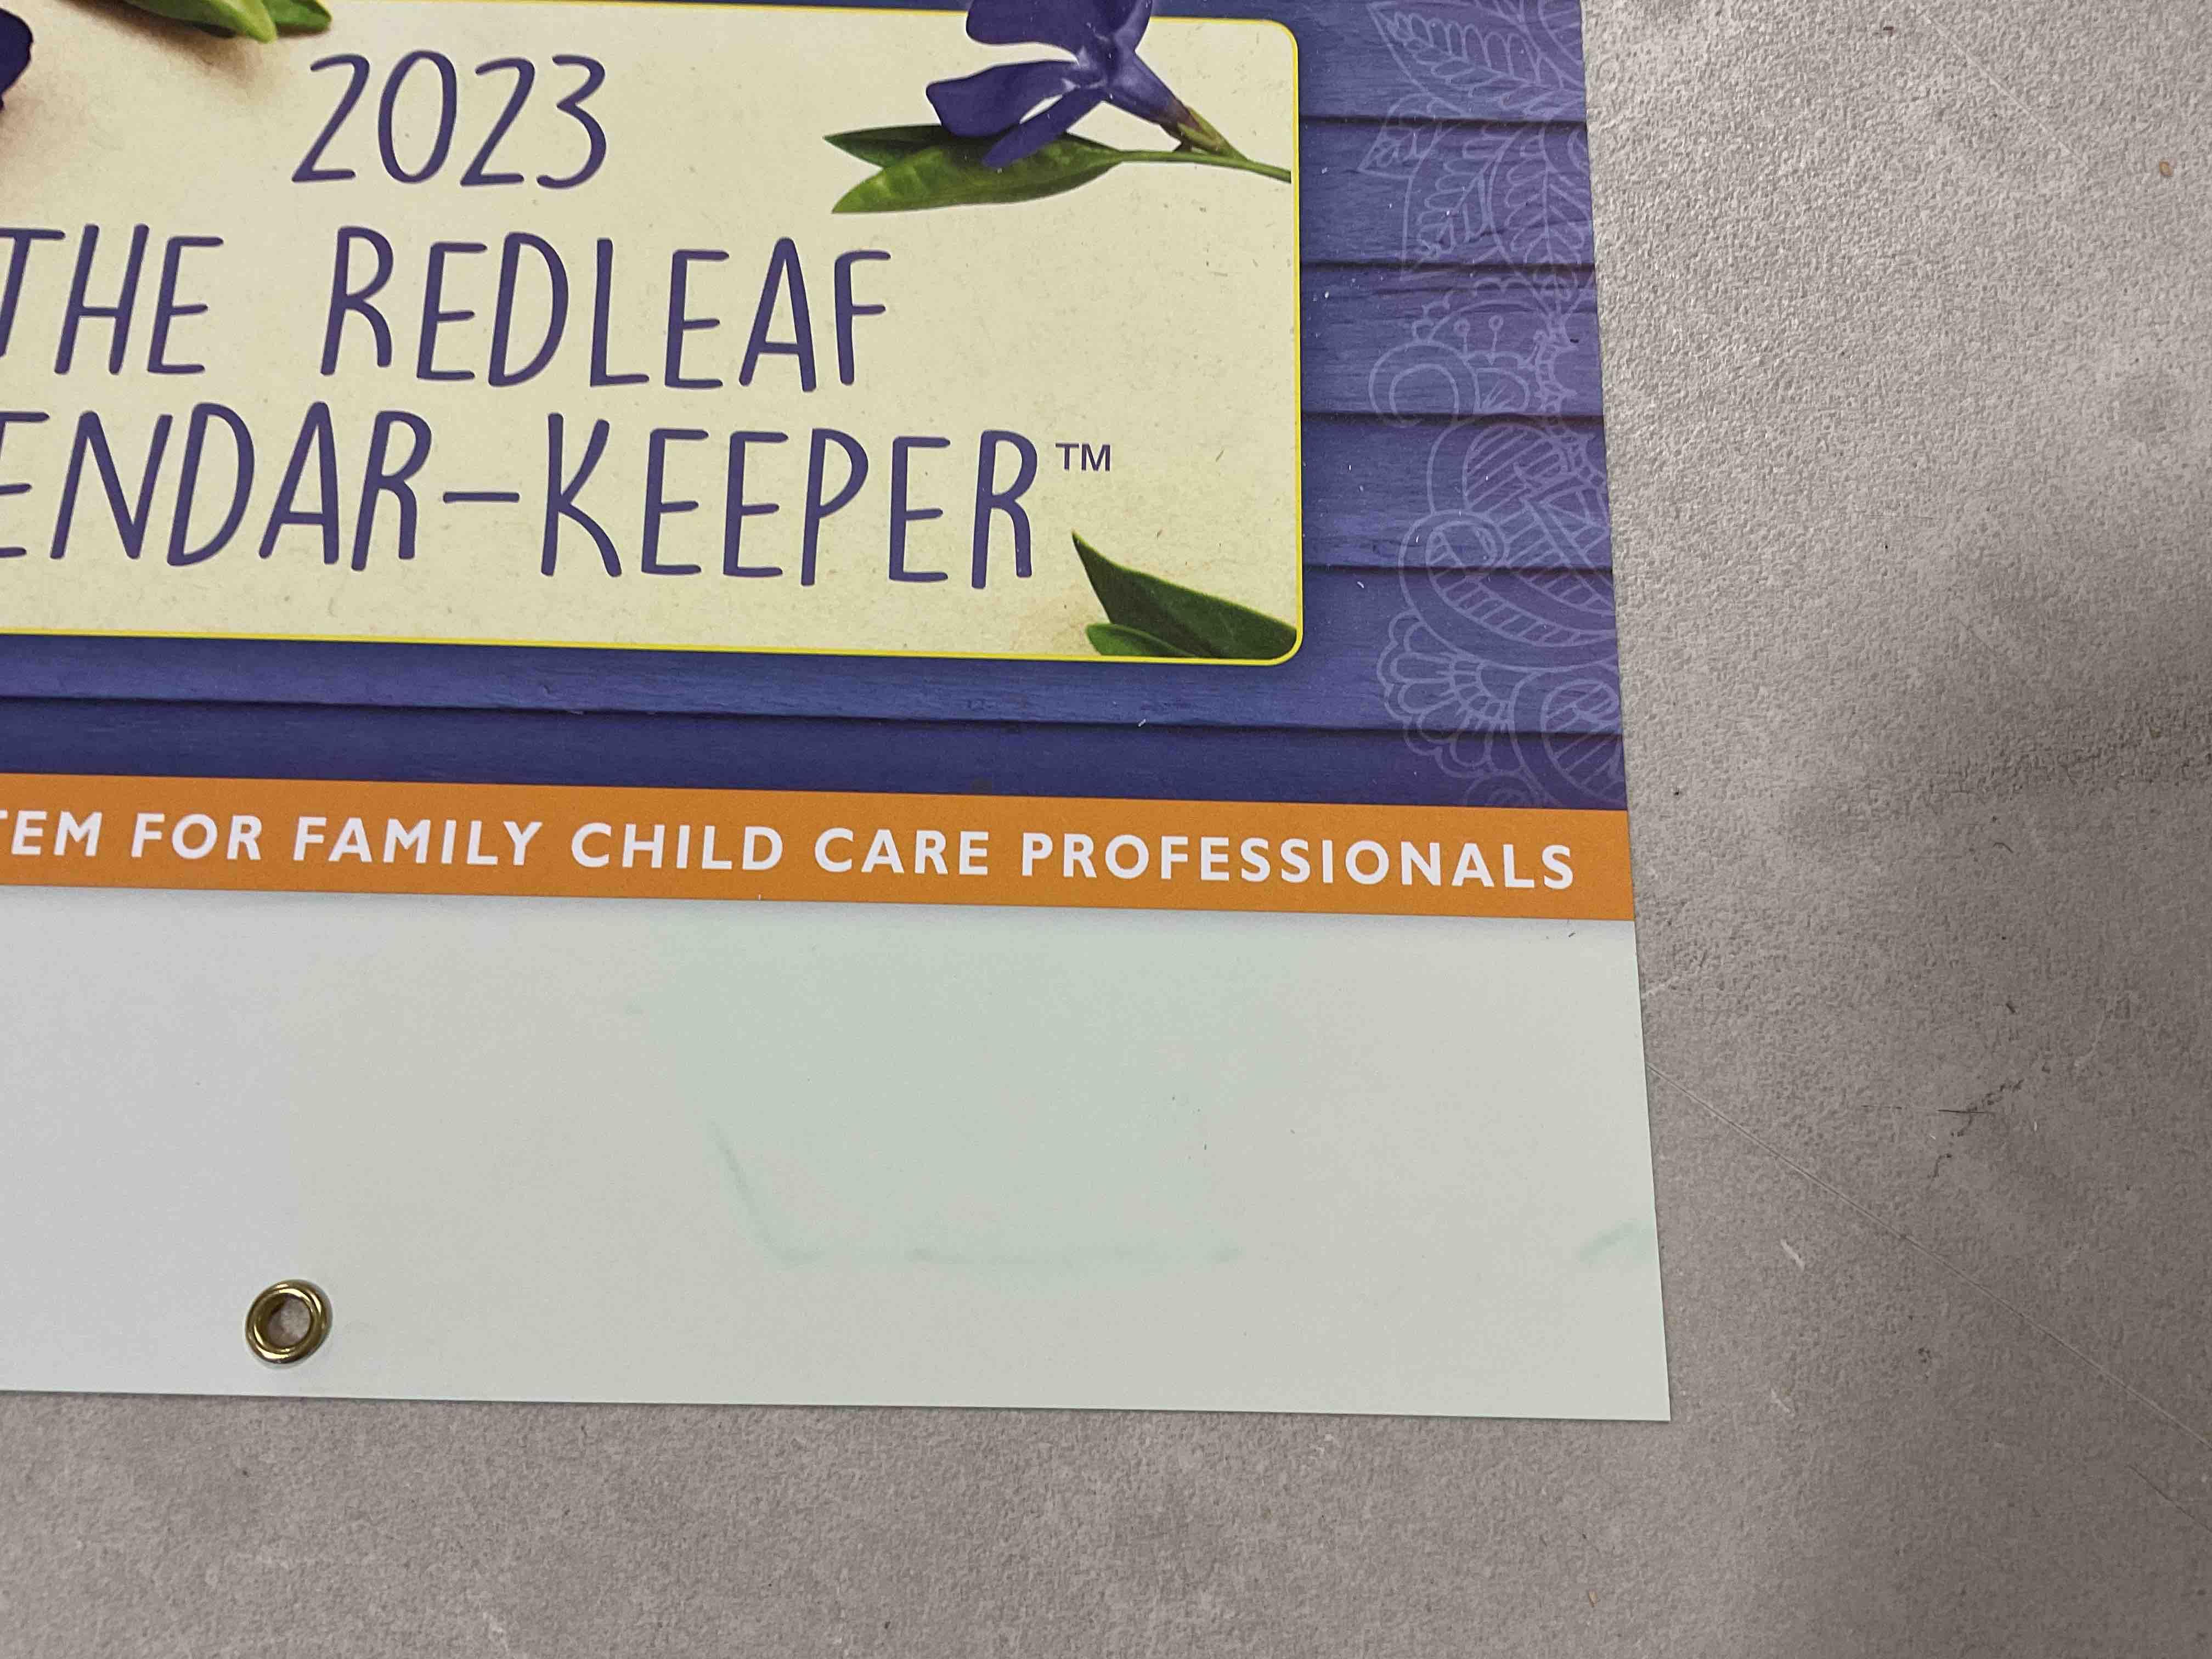 2023
THE REDLEAF
ENDAR-KEEPER™
TEM FOR FAMILY CHILD CARE PROFESSIONALS